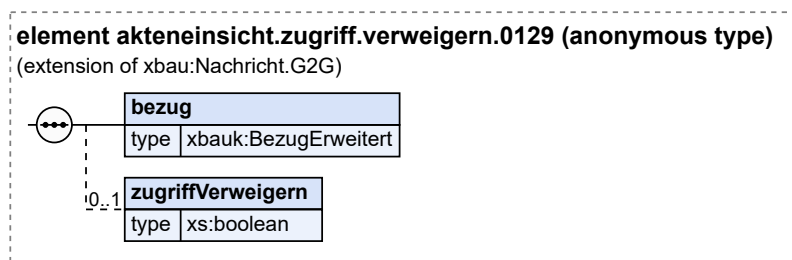 element akteneinsicht.zugriff.verweigern.0129 (anonymous type)
(extension of xbau:Nachricht.G2G)
bezug
type xbauk:BezugErweitert
0..1 zugriffVerweigern
type xs:boolean